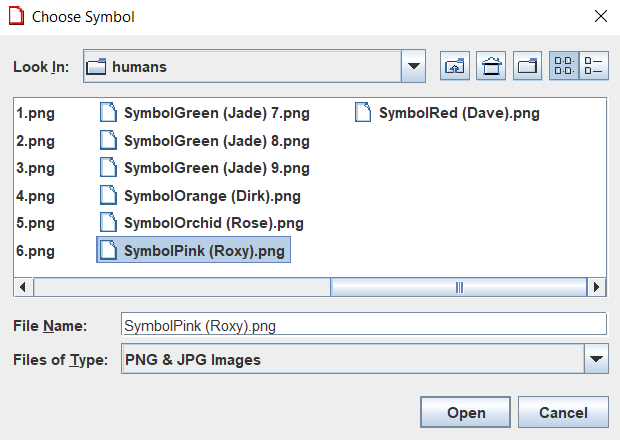 Choose Symbol
Look In: humans
1.png SymbolGreen (Jade) 7.png SymbolRed (Dave).png
2.png SymbolGreen (Jade) 8.png
3.png SymbolGreen (Jade) 9.png
4.png SymbolOrange (Dirk).png
5.png SymbolOrchid (Rose).png
6.png SymbolPink (Roxy).png
File Name: SymbolPink (Roxy).png
Files of Type: PNG & JPG Images
Open Cancel